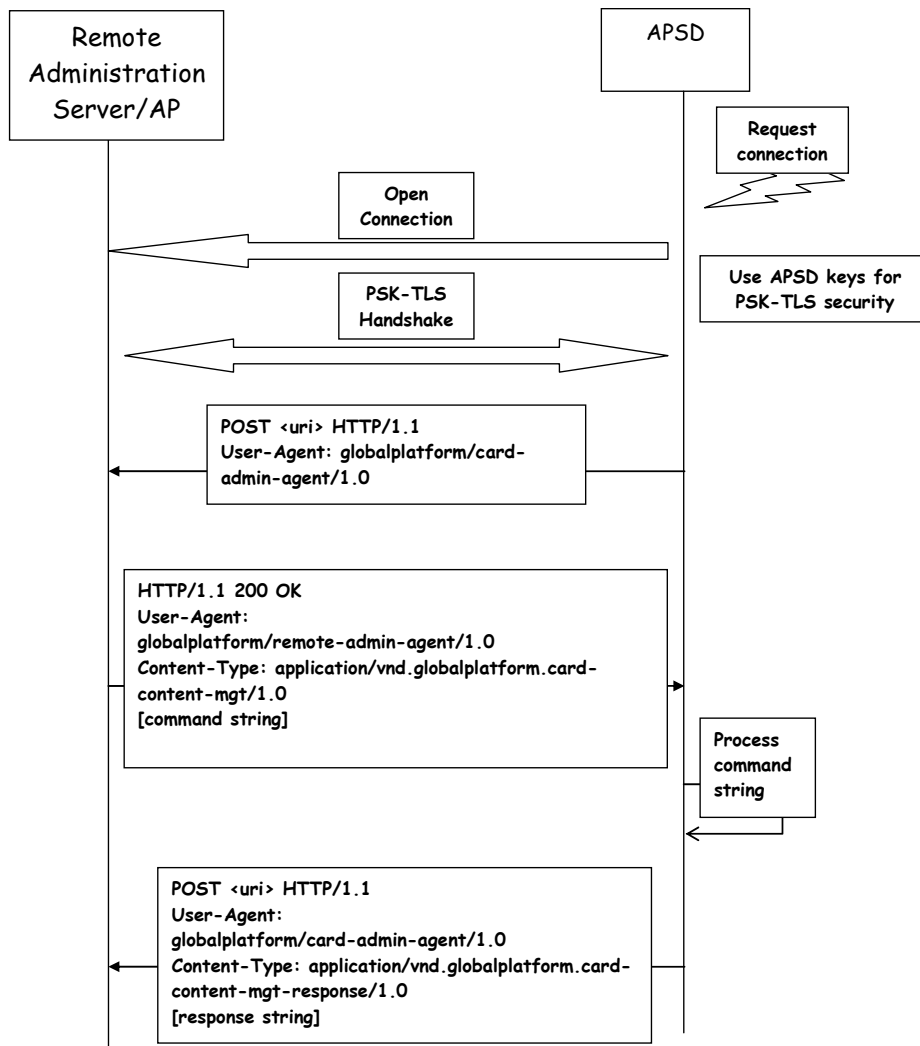 Remote
Administration
Server/AP
APSD
Request
connection
Open
Connection
Use APSD keys for
PSK-TLS security
PSK-TLS
Handshake
POST <uri> HTTP/1.1
User-Agent: globalplatform/card-
admin-agent/1.0
HTTP/1.1 200 OK
User-Agent:
globalplatform/remote-admin-agent/1.0
Content-Type: application/vnd.globalplatform.card-
content-mgt/1.0
[command string]
Process
command
string
POST <uri> HTTP/1.1
User-Agent:
globalplatform/card-admin-agent/1.0
Content-Type: application/vnd.globalplatform.card-
content-mgt-response/1.0
[response string]